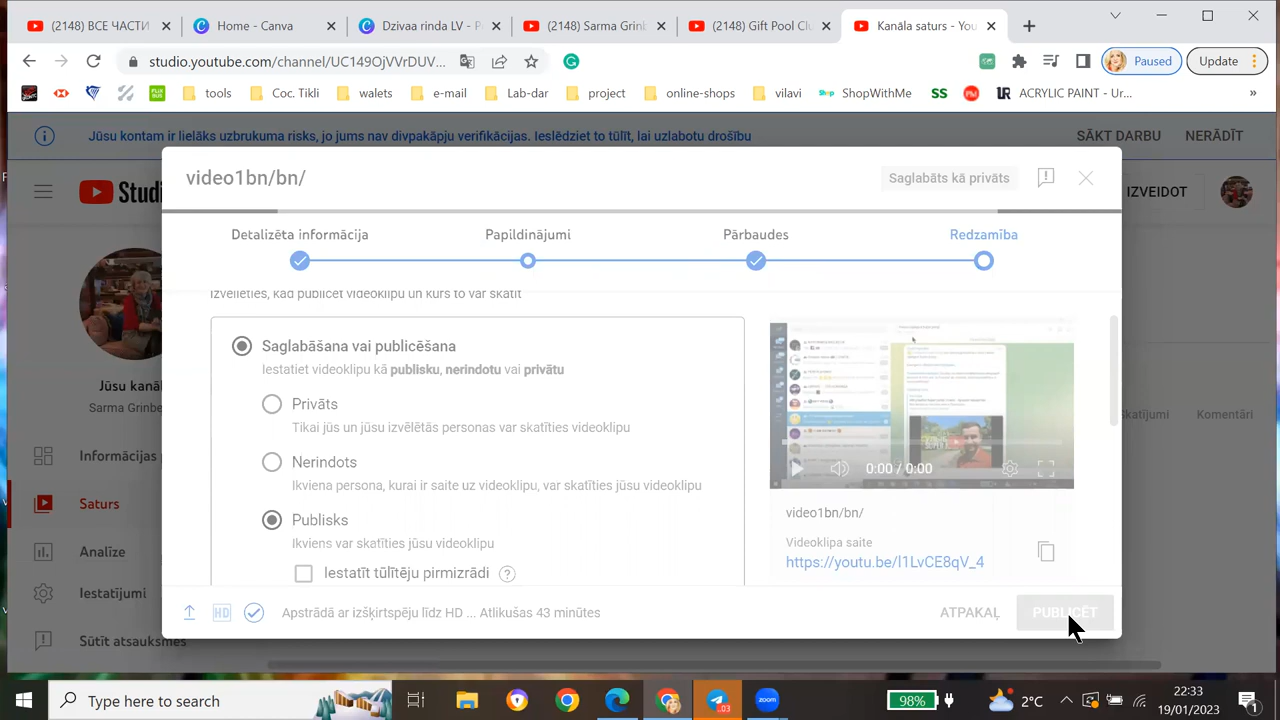 (2148) ВСЕ ЧАСТИ
Home - Canva
Dzivaa rinda LV - P
(2148) Sarma Grinb
(2148) Gift Pool Clu
Kanāla saturs - You
studio.youtube.com/channel/UC149OjVVrDUV...
Paused
Update
tools
Coc. Tikli
walets
e-mail
Lab-dar
project
online-shops
vilavi
ShopWithMe
SS
ACRYLIC PAINT - Ur...
Jūsu kontam ir lielāks uzbrukuma risks, jo jums nav divpakāpju verifikācijas. Ieslēdziet to tūlīt, lai uzlabotu drošību
SĀKT DARBU
NERĀDĪT
Studi
IZVEIDOT
video1bn/bn/
Saglabāts kā privāts
Detalizēta informācija
Papildinājumi
Pārbaudes
Redzamība
Izvēlieties, kad publicēt videoklipu un kurš to var skatīt
Saglabāšana vai publicēšana
Iestatiet videoklipu kā publisku, nerindotu vai privātu
Privāts
Tikai jūs un jūsu izvēlētās personas var skatīties videoklipu
Nerindots
Ikviena persona, kurai ir saite uz videoklipu, var skatīties jūsu videoklipu
Publisks
Ikviens var skatīties jūsu videoklipu
Iestatīt tūlītēju pirmizrādi
0:00 / 0:00
video1bn/bn/
Videoklipa saite
https://youtu.be/l1LvCE8qV_4
HD
Apstrādā ar izšķirtspēju līdz HD ... Atlikušas 43 minūtes
ATPAKAĻ
PUBLICĒT
Jūsu kanā
Sarma Grinbe
Informācijas
Saturs
Analīze
Iestatījumi
Sūtīt atsauksmes
Skatījumi
Komentāri
Type here to search
98%
2°C
22:33
19/01/2023